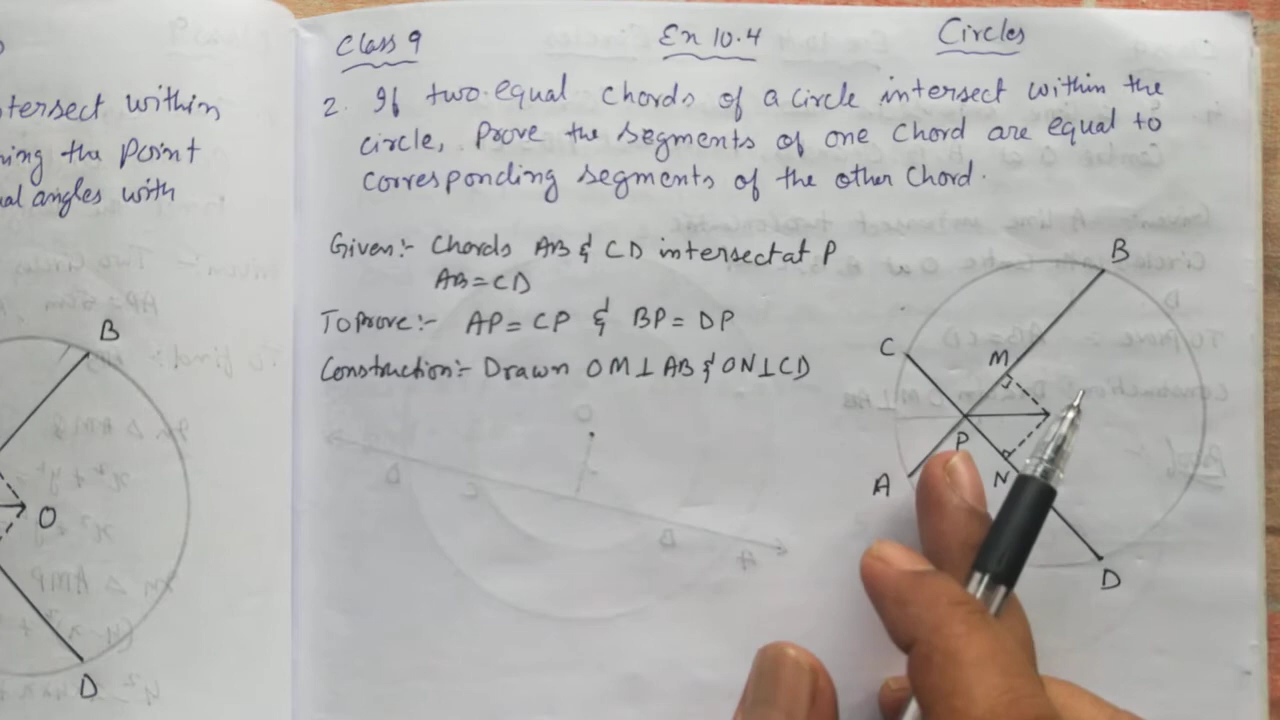 tersect within
ing the point
al angles with
B
O
D
Class 9
Ex 10.4
Circles
2. If two equal chords of a circle intersect within the
circle, Prove the segments of one chord are equal to
corresponding segments of the other chord.
Given:- Chords AB & CD intersect at P
AB=CD
To Prove:- AP=CP & BP=DP
Construction:- Drawn OM⊥AB & ON⊥CD
B
C
M
P
A
N
D